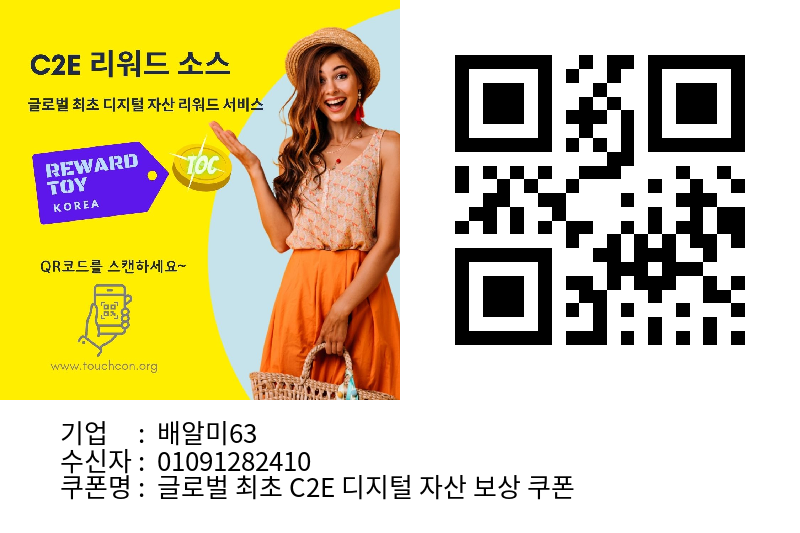 C2E 리워드 소스
글로벌 최초 디지털 자산 리워드 서비스
REWARD
TOY
KOREA
TOC
QR코드를 스캔하세요~
www.touchcon.org
기업 : 배알미63
수신자 : 01091282410
쿠폰명 : 글로벌 최초 C2E 디지털 자산 보상 쿠폰